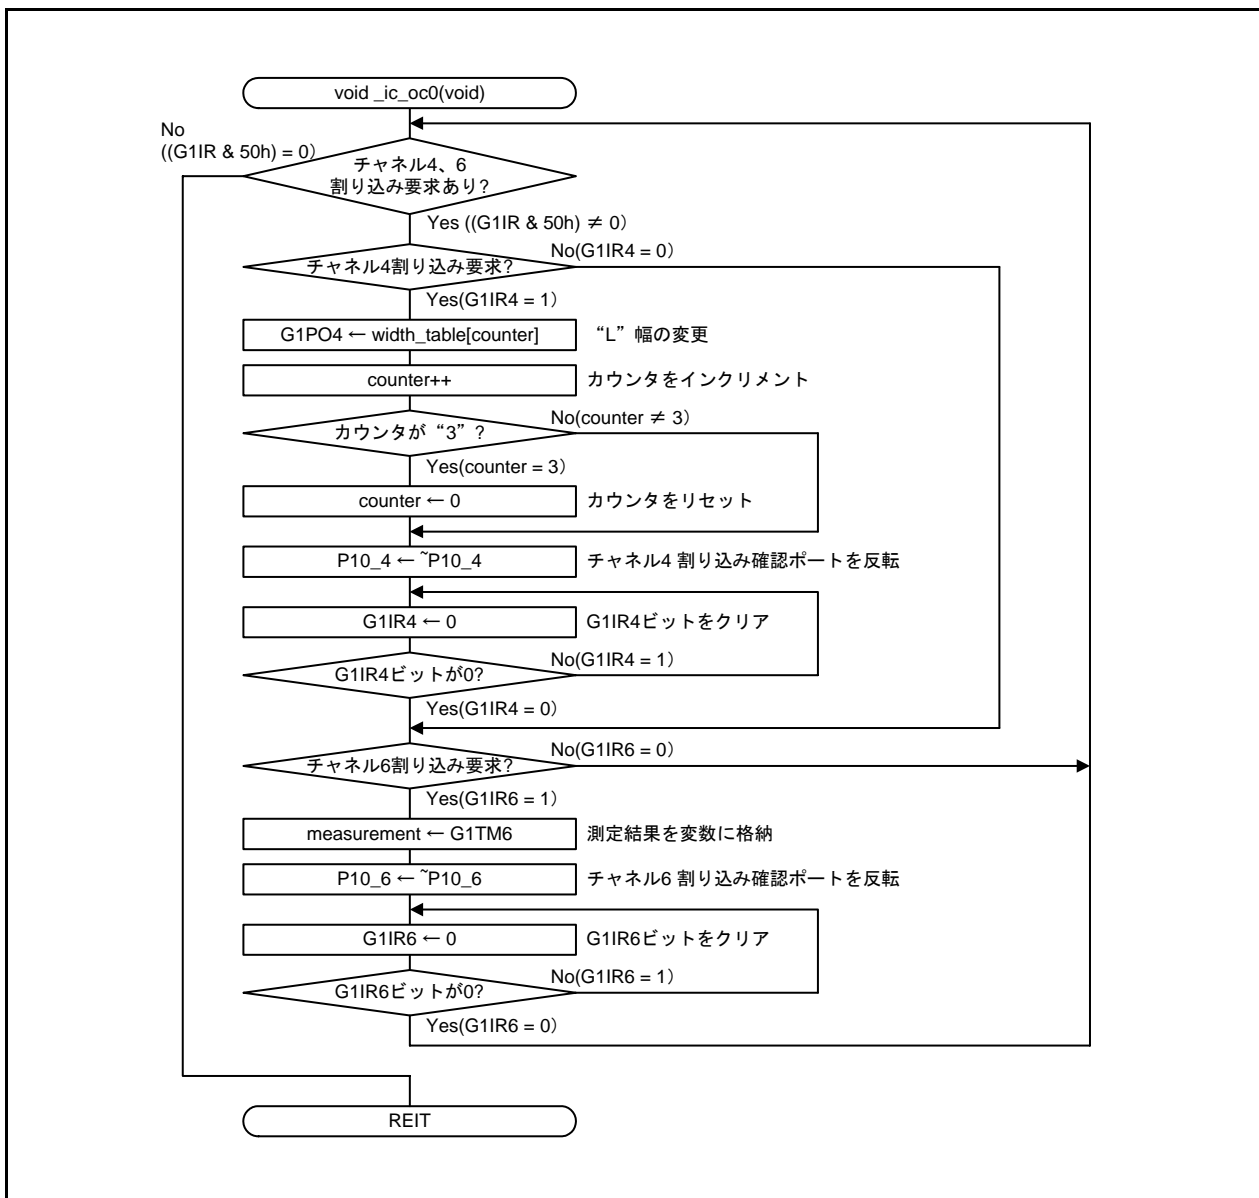 void _ic_oc0(void)
No
((G1IR & 50h) = 0)
チャネル4、6
割り込み要求あり?
Yes ((G1IR & 50h) ≠ 0)
チャネル4割り込み要求?
No(G1IR4 = 0)
Yes(G1IR4 = 1)
G1PO4 ← width_table[counter]
“L”幅の変更
counter++
カウンタをインクリメント
カウンタが“3”?
No(counter ≠ 3)
Yes(counter = 3)
counter ← 0
カウンタをリセット
P10_4 ← ~P10_4
チャネル4 割り込み確認ポートを反転
G1IR4 ← 0
G1IR4ビットをクリア
G1IR4ビットが0?
No(G1IR4 = 1)
Yes(G1IR4 = 0)
チャネル6割り込み要求?
No(G1IR6 = 0)
Yes(G1IR6 = 1)
measurement ← G1TM6
測定結果を変数に格納
P10_6 ← ~P10_6
チャネル6 割り込み確認ポートを反転
G1IR6 ← 0
G1IR6ビットをクリア
G1IR6ビットが0?
No(G1IR6 = 1)
Yes(G1IR6 = 0)
REIT